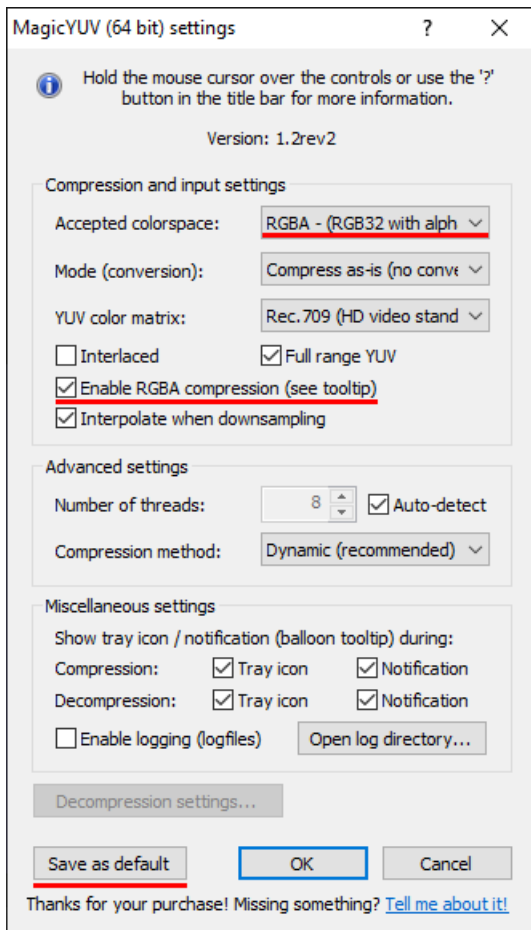 MagicYUV (64 bit) settings ?
Hold the mouse cursor over the controls or use the '?'
button in the title bar for more information.
Version: 1.2rev2
Compression and input settings
Accepted colorspace: RGBA - (RGB32 with alph
Mode (conversion): Compress as-is (no conve
YUV color matrix: Rec.709 (HD video stand
Interlaced Full range YUV
Enable RGBA compression (see tooltip)
Interpolate when downsampling
Advanced settings
Number of threads: 8 Auto-detect
Compression method: Dynamic (recommended)
Miscellaneous settings
Show tray icon / notification (balloon tooltip) during:
Compression: Tray icon Notification
Decompression: Tray icon Notification
Enable logging (logfiles) Open log directory...
Decompression settings...
Save as default OK Cancel
Thanks for your purchase! Missing something? Tell me about it!